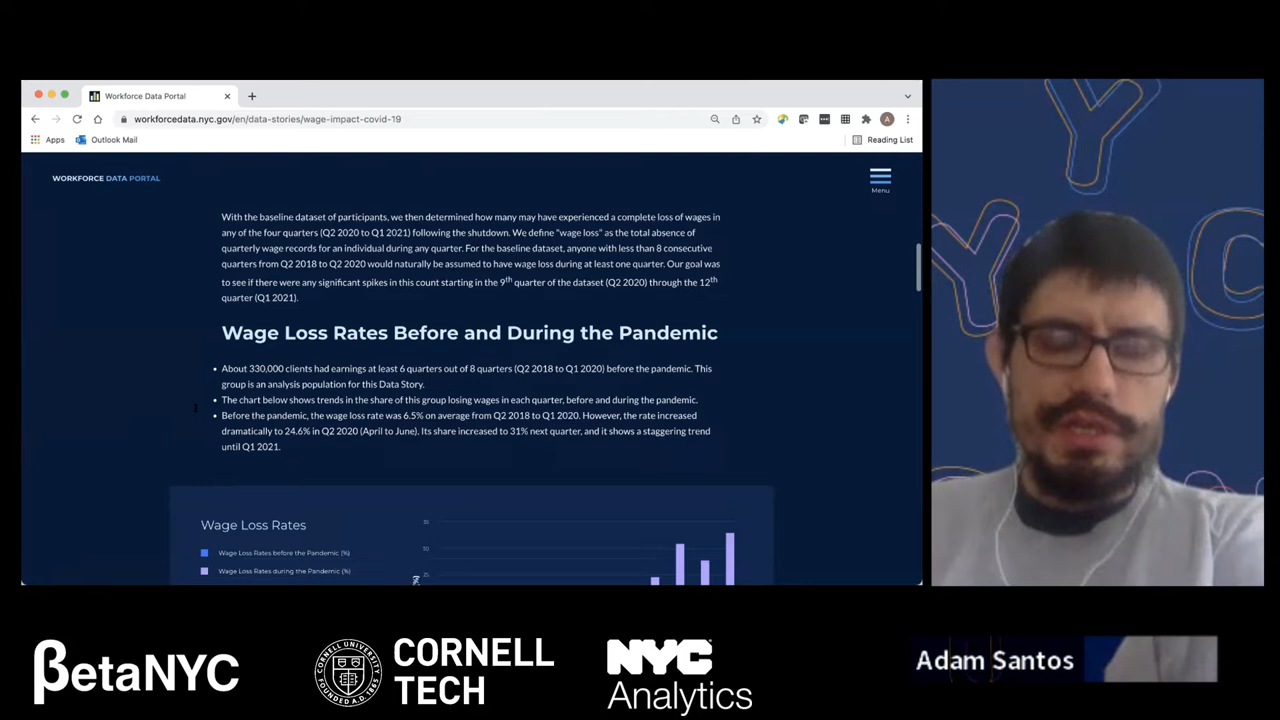 Workforce Data Portal
workforcedata.nyc.gov/en/data-stories/wage-impact-covid-19
Apps
Outlook Mail
A
Reading List
WORKFORCE DATA PORTAL
Menu
With the baseline dataset of participants, we then determined how many may have experienced a complete loss of wages in
any of the four quarters (Q2 2020 to Q1 2021) following the shutdown. We define "wage loss" as the total absence of
quarterly wage records for an individual during any quarter. For the baseline dataset, anyone with less than 8 consecutive
quarters from Q2 2018 to Q2 2020 would naturally be assumed to have wage loss during at least one quarter. Our goal was
to see if there were any significant spikes in this count starting in the 9th quarter of the dataset (Q2 2020) through the 12th
quarter (Q1 2021).
Wage Loss Rates Before and During the Pandemic
• About 330,000 clients had earnings at least 6 quarters out of 8 quarters (Q2 2018 to Q1 2020) before the pandemic. This
group is an analysis population for this Data Story.
• The chart below shows trends in the share of this group losing wages in each quarter, before and during the pandemic.
• Before the pandemic, the wage loss rate was 6.5% on average from Q2 2018 to Q1 2020. However, the rate increased
dramatically to 24.6% in Q2 2020 (April to June). Its share increased to 31% next quarter, and it shows a staggering trend
until Q1 2021.
Wage Loss Rates
Wage Loss Rates before the Pandemic (%)
Wage Loss Rates during the Pandemic (%)
35
30
25
βetaNYC
CORNELL
TECH
NYC
Analytics
Adam Santos